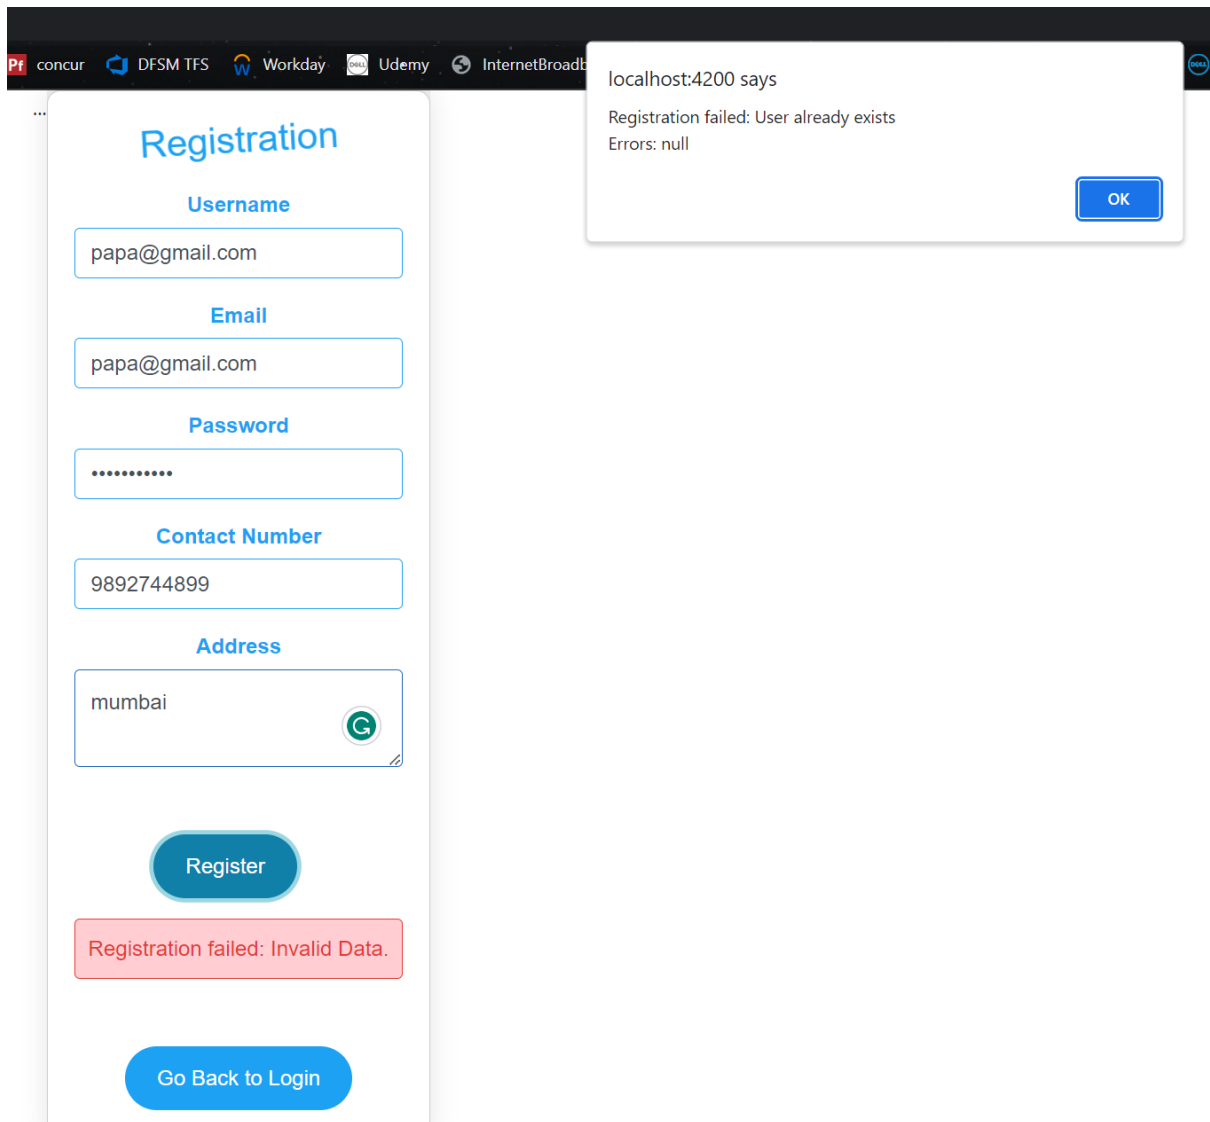 Pf concur DFSM TFS Workday DELL Udemy InternetBroadb
localhost:4200 says
Registration failed: User already exists
Errors: null
OK
DELL
...
Registration
Username
papa@gmail.com
Email
papa@gmail.com
Password
•••••••••••
Contact Number
9892744899
Address
mumbai
Register
Registration failed: Invalid Data.
Go Back to Login